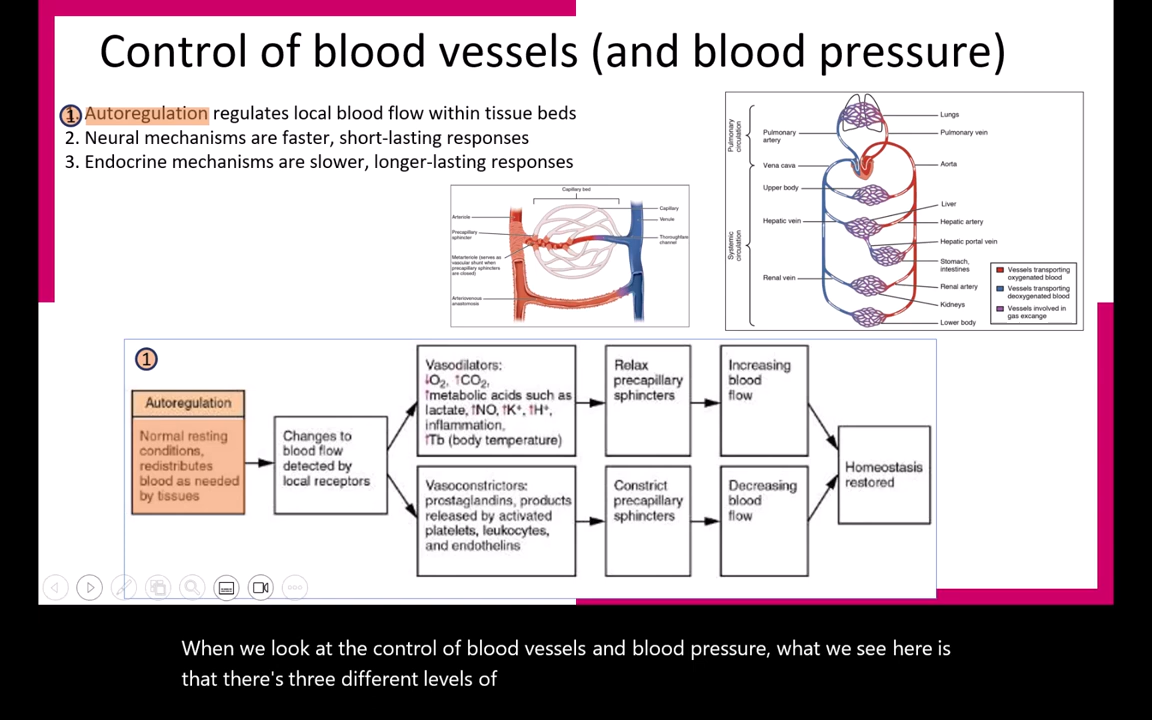 Control of blood vessels (and blood pressure)
1. Autoregulation regulates local blood flow within tissue beds
2. Neural mechanisms are faster, short-lasting responses
3. Endocrine mechanisms are slower, longer-lasting responses
Capillary bed
Arteriole
Precapillary
sphincter
Metarteriole (serves as
vascular shunt when
precapillary sphincters
are closed)
Arteriovenous
anastomosis
Capillary
Venule
Thoroughfare
channel
Pulmonary
circulation
Systemic
circulation
Pulmonary
artery
Vena cava
Upper body
Hepatic vein
Renal vein
Lungs
Pulmonary vein
Aorta
Liver
Hepatic artery
Hepatic portal vein
Stomach,
intestines
Renal artery
Kidneys
Lower body
Vessels transporting
oxygenated blood
Vessels transporting
deoxygenated blood
Vessels involved in
gas excange
1
Autoregulation
Normal resting
conditions,
redistributes
blood as needed
by tissues
Changes to
blood flow
detected by
local receptors
Vasodilators:
↓O₂, ↑CO₂,
↑metabolic acids such as
lactate, ↑NO, ↑K⁺, ↑H⁺,
inflammation,
↑Tb (body temperature)
Relax
precapillary
sphincters
Increasing
blood
flow
Vasoconstrictors:
prostaglandins, products
released by activated
platelets, leukocytes,
and endothelins
Constrict
precapillary
sphincters
Decreasing
blood
flow
Homeostasis
restored
When we look at the control of blood vessels and blood pressure, what we see here is
that there's three different levels of